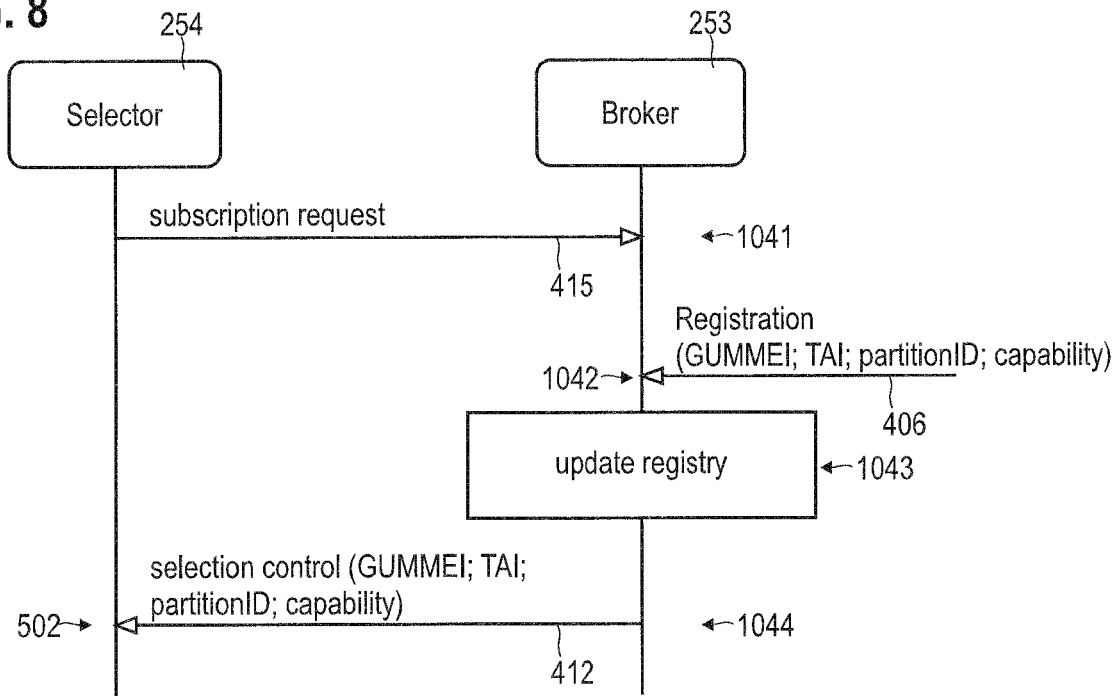 . 8
254
253
Selector
Broker
subscription request
1041
415
Registration
(GUMMEI; TAI; partitionID; capability)
1042
406
update registry
1043
selection control (GUMMEI; TAI;
partitionID; capability)
502
1044
412